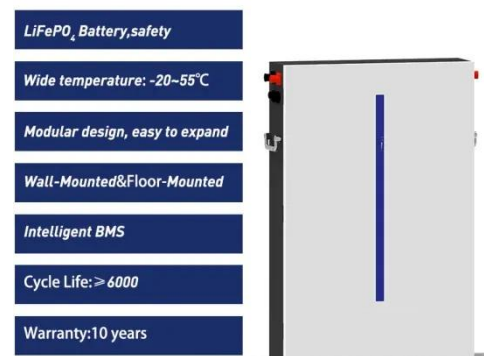 LiFePO₄ Battery,safety
Wide temperature: -20~55℃
Modular design, easy to expand
Wall-Mounted&Floor-Mounted
Intelligent BMS
Cycle Life:≥6000
Warranty:10 years